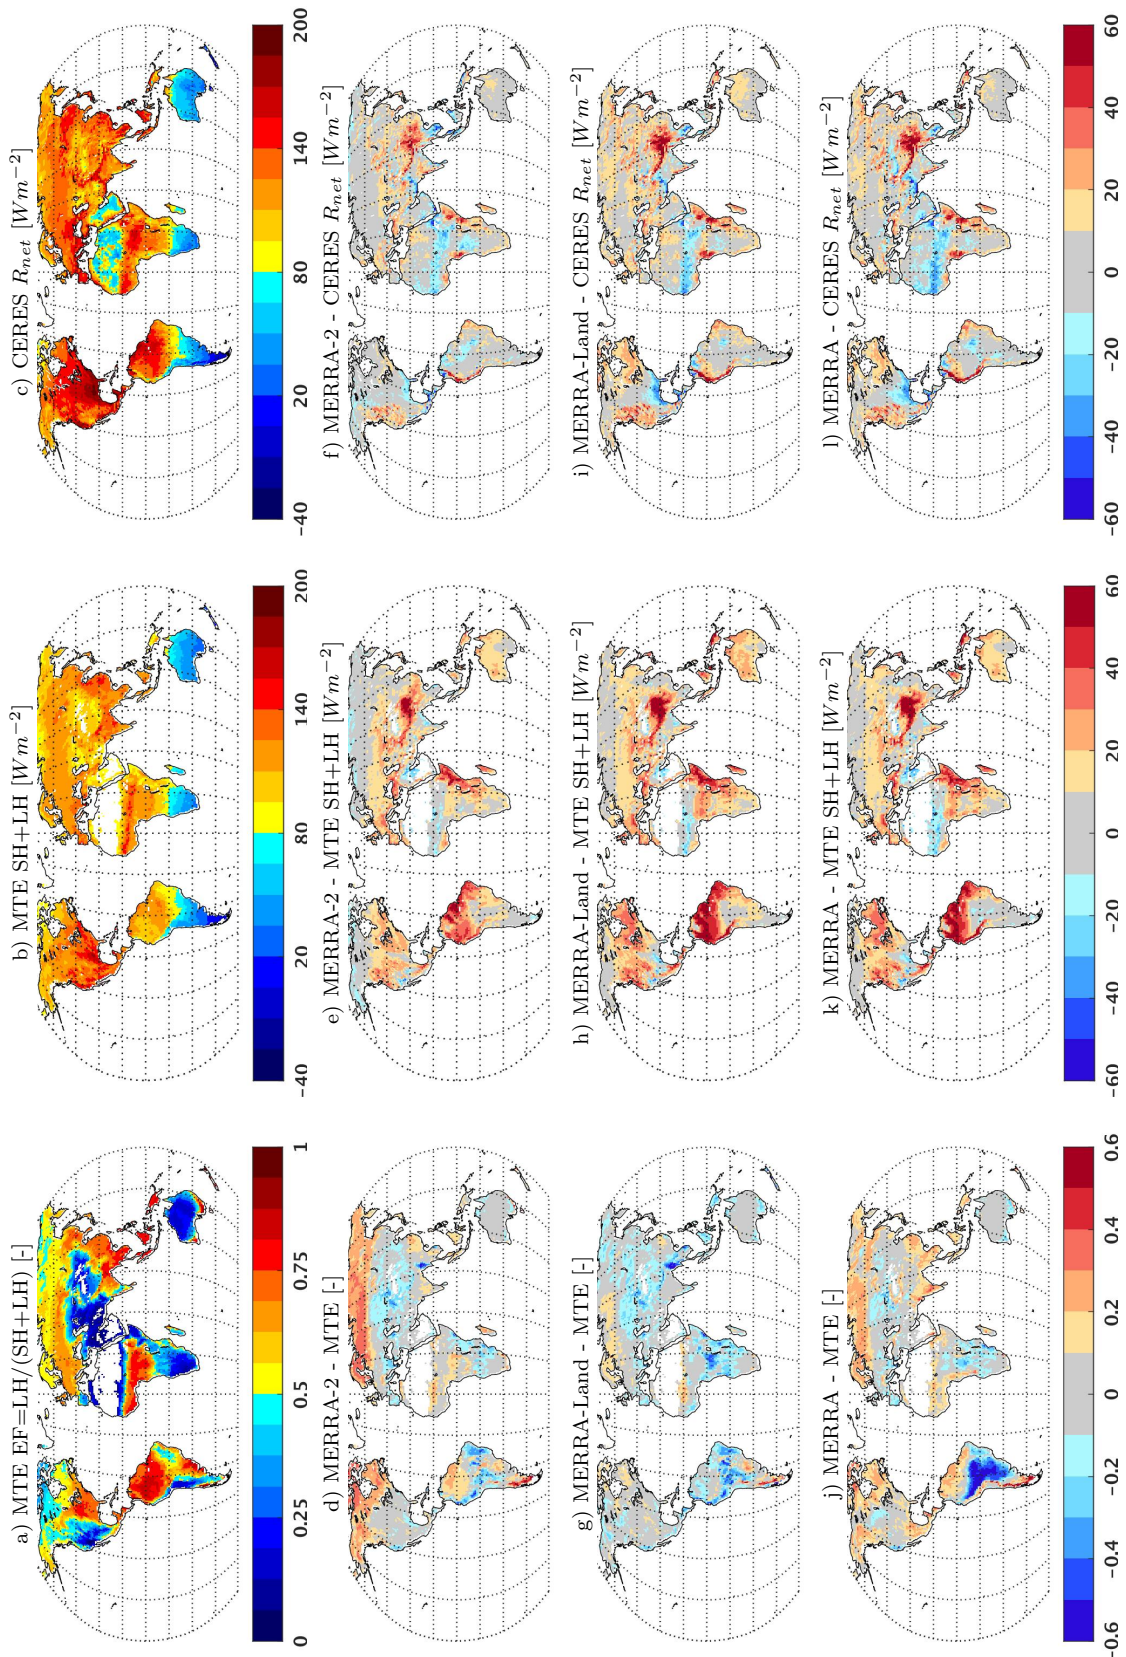 a) MTE EF=LH/(SH+LH) [-]
0 0.25 0.5 0.75 1
b) MTE SH+LH [Wm−2]
−40 20 80 140 200
c) CERES Rnet [Wm−2]
−40 20 80 140 200
d) MERRA-2 - MTE [-]
e) MERRA-2 - MTE SH+LH [Wm−2]
f) MERRA-2 - CERES Rnet [Wm−2]
g) MERRA-Land - MTE [-]
h) MERRA-Land - MTE SH+LH [Wm−2]
i) MERRA-Land - CERES Rnet [Wm−2]
j) MERRA - MTE [-]
−0.6 −0.4 −0.2 0 0.2 0.4 0.6
k) MERRA - MTE SH+LH [Wm−2]
−60 −40 −20 0 20 40 60
l) MERRA - CERES Rnet [Wm−2]
−60 −40 −20 0 20 40 60